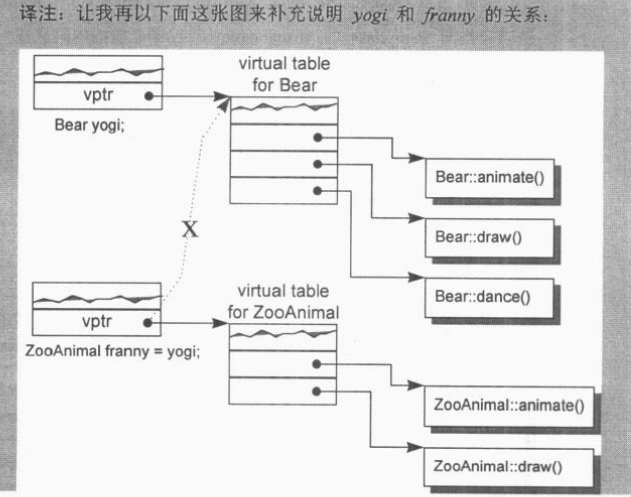 译注：让我再以下面这张图来补充说明 yogi 和 franny 的关系：
virtual table
for Bear
vptr
Bear yogi;
Bear::animate()
Bear::draw()
X
Bear::dance()
virtual table
for ZooAnimal
vptr
ZooAnimal franny = yogi;
ZooAnimal::animate()
ZooAnimal::draw()